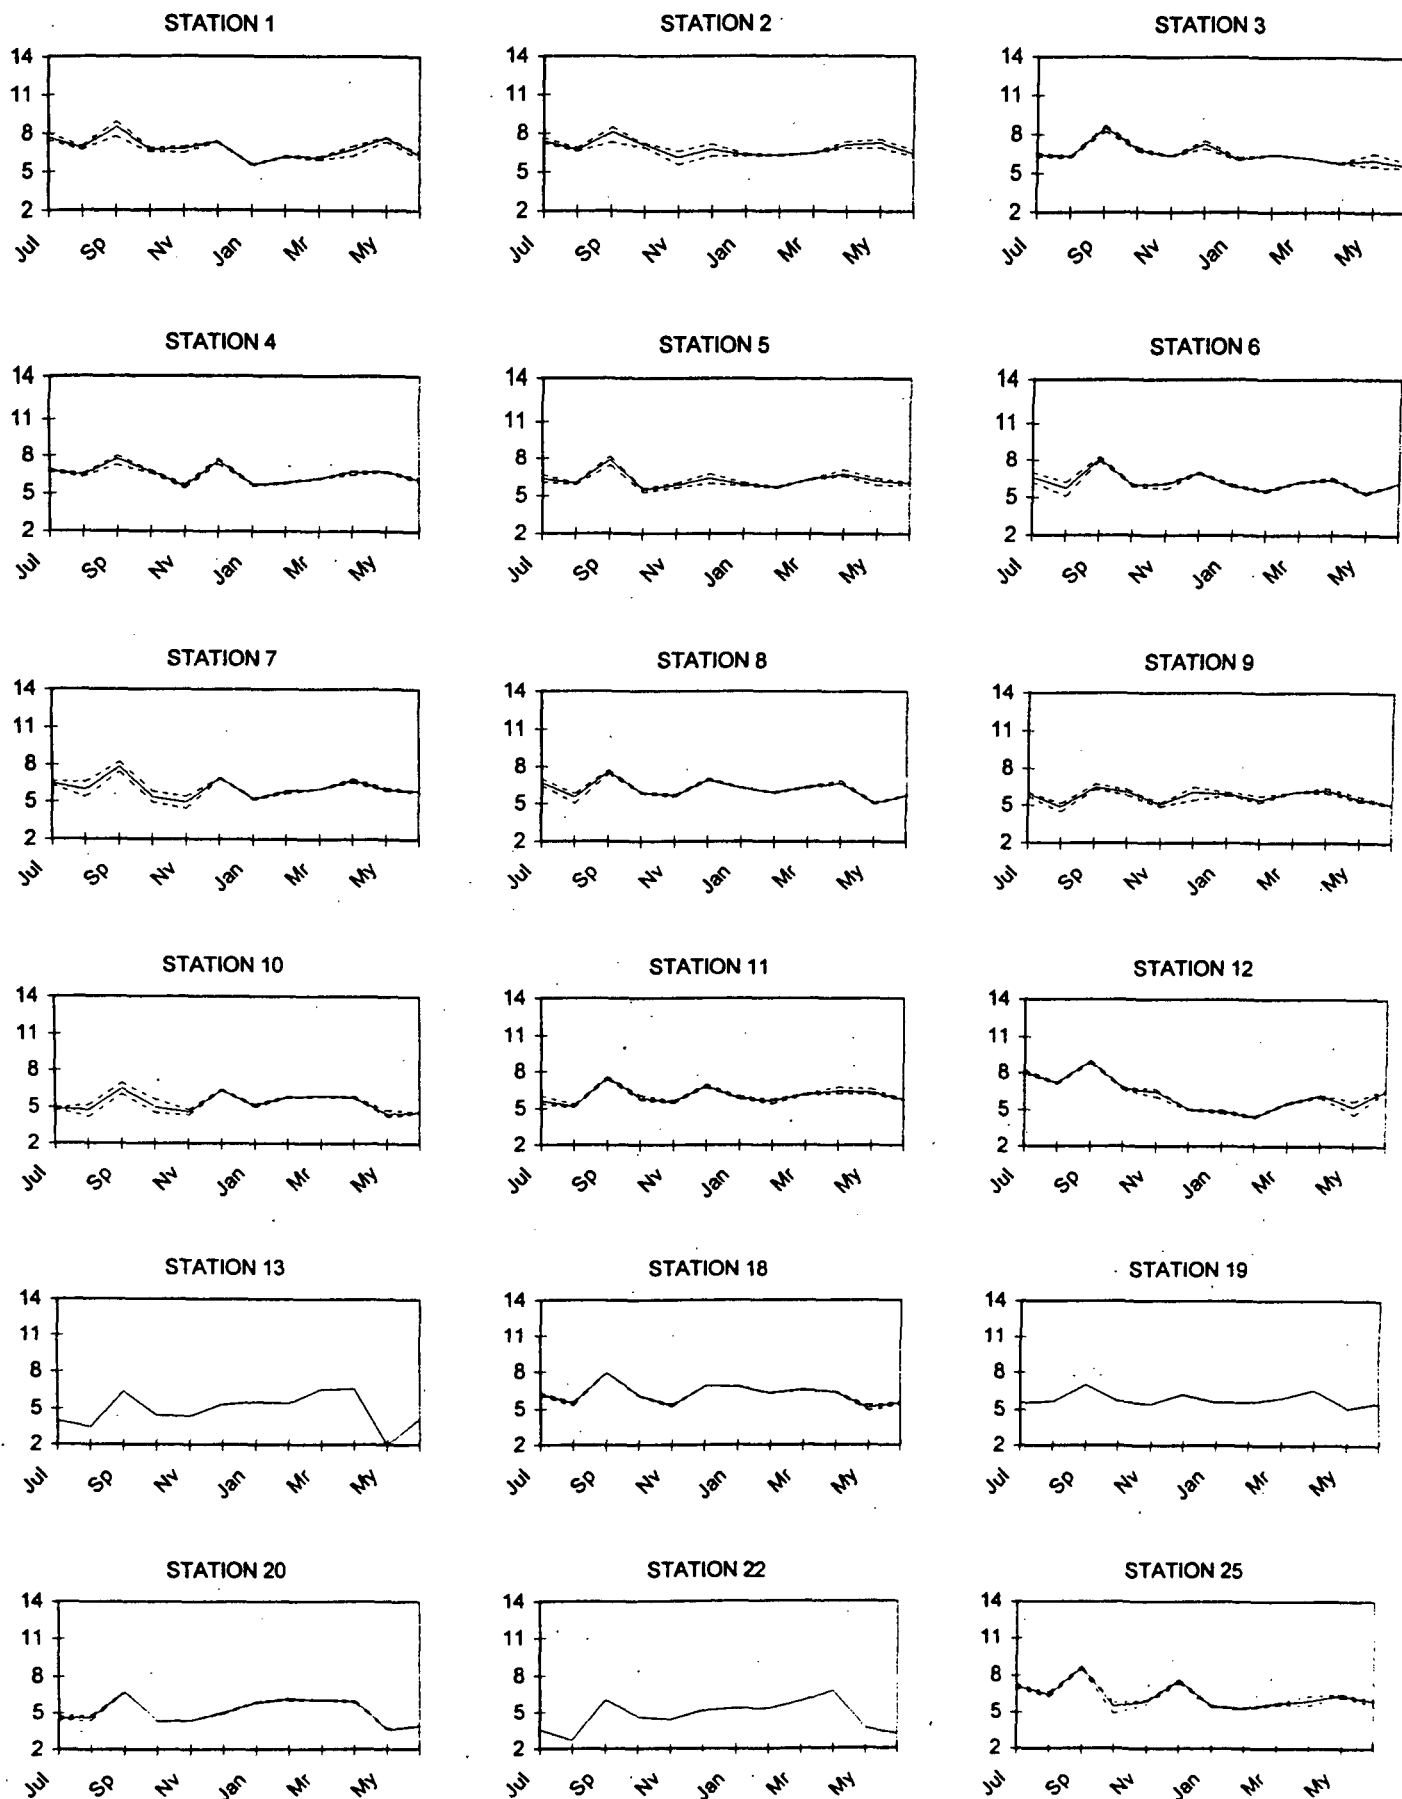 STATION 1
14
11
8
5
2
Jul Sp Nv Jan Mr My
STATION 2
14
11
8
5
2
Jul Sp Nv Jan Mr My
STATION 3
14
11
8
5
2
Jul Sp Nv Jan Mr My
STATION 4
14
11
8
5
2
Jul Sp Nv Jan Mr My
STATION 5
14
11
8
5
2
Jul Sp Nv Jan Mr My
STATION 6
14
11
8
5
2
Jul Sp Nv Jan Mr My
STATION 7
14
11
8
5
2
Jul Sp Nv Jan Mr My
STATION 8
14
11
8
5
2
Jul Sp Nv Jan Mr My
STATION 9
14
11
8
5
2
Jul Sp Nv Jan Mr My
STATION 10
14
11
8
5
2
Jul Sp Nv Jan Mr My
STATION 11
14
11
8
5
2
Jul Sp Nv Jan Mr My
STATION 12
14
11
8
5
2
Jul Sp Nv Jan Mr My
STATION 13
14
11
8
5
2
Jul Sp Nv Jan Mr My
STATION 18
14
11
8
5
2
Jul Sp Nv Jan Mr My
STATION 19
14
11
8
5
2
Jul Sp Nv Jan Mr My
STATION 20
14
11
8
5
2
Jul Sp Nv Jan Mr My
STATION 22
14
11
8
5
2
Jul Sp Nv Jan Mr My
STATION 25
14
11
8
5
2
Jul Sp Nv Jan Mr My